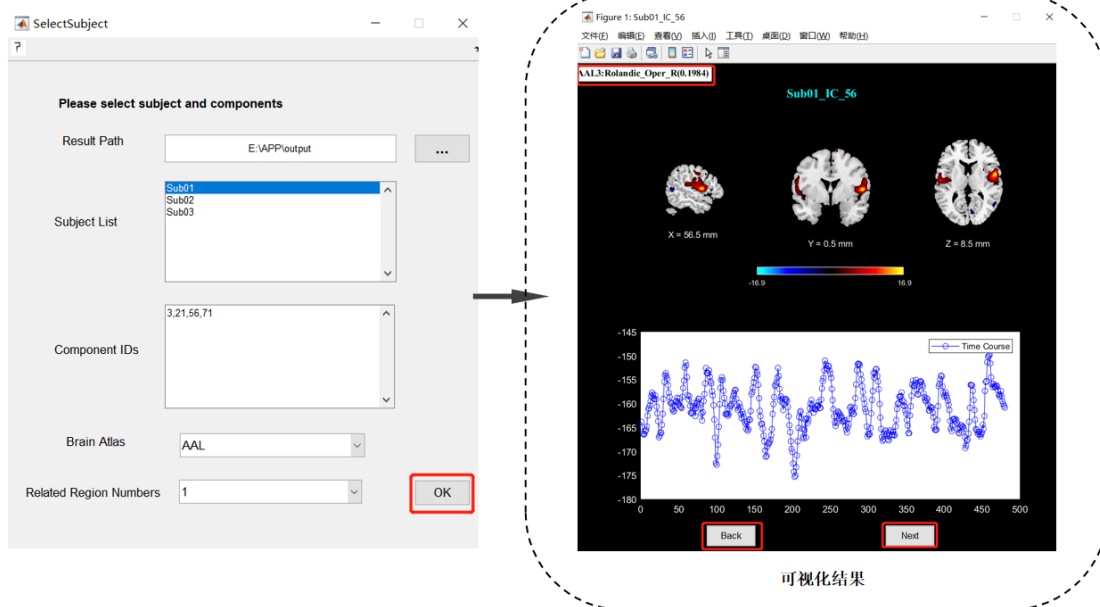 SelectSubject
?
Please select subject and components
Result Path
E:\APP\output
...
Subject List
Sub01
Sub02
Sub03
Component IDs
3,21,56,71
Brain Atlas
AAL
Related Region Numbers
1
OK
Figure 1: Sub01_IC_56
文件(F) 编辑(E) 查看(V) 插入(I) 工具(T) 桌面(D) 窗口(W) 帮助(H)
AAL3:Rolandic_Oper_R(0.1984)
Sub01_IC_56
X = 56.5 mm
Y = 0.5 mm
Z = 8.5 mm
-16.9
16.9
Time Course
-145
-150
-155
-160
-165
-170
-175
-180
0 50 100 150 200 250 300 350 400 450 500
Back
Next
可视化结果